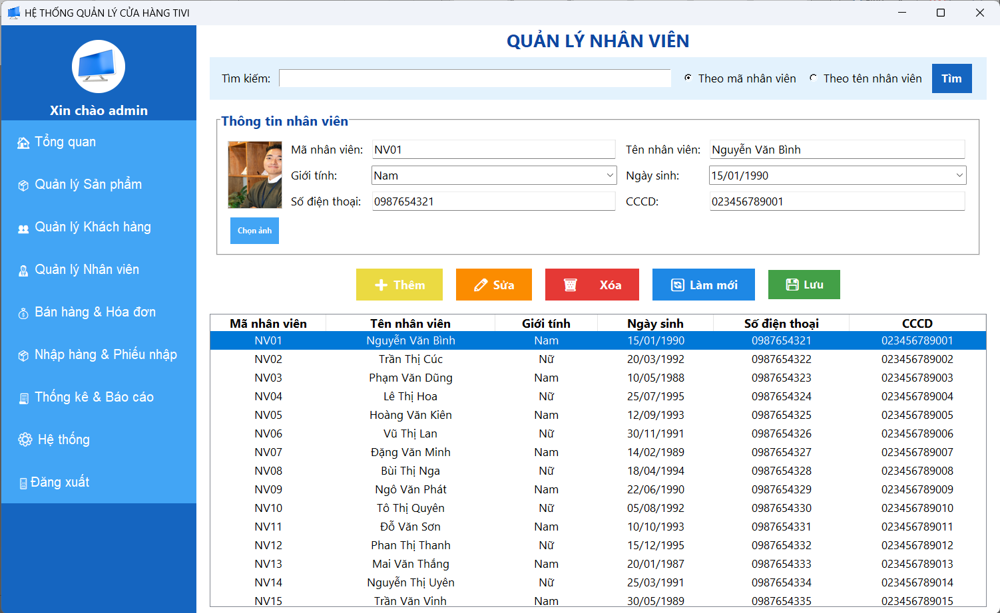 HỆ THỐNG QUẢN LÝ CỬA HÀNG TIVI
Xin chào admin
Tổng quan
Quản lý Sản phẩm
Quản lý Khách hàng
Quản lý Nhân viên
Bán hàng & Hóa đơn
Nhập hàng & Phiếu nhập
Thống kê & Báo cáo
Hệ thống
Đăng xuất
QUẢN LÝ NHÂN VIÊN
Tìm kiếm: Theo mã nhân viên Theo tên nhân viên Tìm
Thông tin nhân viên
Mã nhân viên: NV01 Tên nhân viên: Nguyễn Văn Bình
Giới tính: Nam Ngày sinh: 15/01/1990
Số điện thoại: 0987654321 CCCD: 023456789001
Chọn ảnh
Thêm Sửa Xóa Làm mới Lưu
Mã nhân viên Tên nhân viên Giới tính Ngày sinh Số điện thoại CCCD
NV01 Nguyễn Văn Bình Nam 15/01/1990 0987654321 023456789001
NV02 Trần Thị Cúc Nữ 20/03/1992 0987654322 023456789002
NV03 Phạm Văn Dũng Nam 10/05/1988 0987654323 023456789003
NV04 Lê Thị Hoa Nữ 25/07/1995 0987654324 023456789004
NV05 Hoàng Văn Kiên Nam 12/09/1993 0987654325 023456789005
NV06 Vũ Thị Lan Nữ 30/11/1991 0987654326 023456789006
NV07 Đặng Văn Minh Nam 14/02/1989 0987654327 023456789007
NV08 Bùi Thị Nga Nữ 18/04/1994 0987654328 023456789008
NV09 Ngô Văn Phát Nam 22/06/1990 0987654329 023456789009
NV10 Tô Thị Quyên Nữ 05/08/1992 0987654330 023456789010
NV11 Đỗ Văn Sơn Nam 10/10/1993 0987654331 023456789011
NV12 Phan Thị Thanh Nữ 15/12/1995 0987654332 023456789012
NV13 Mai Văn Thắng Nam 20/01/1987 0987654333 023456789013
NV14 Nguyễn Thị Uyên Nữ 25/03/1991 0987654334 023456789014
NV15 Trần Văn Vinh Nam 30/05/1989 0987654335 023456789015